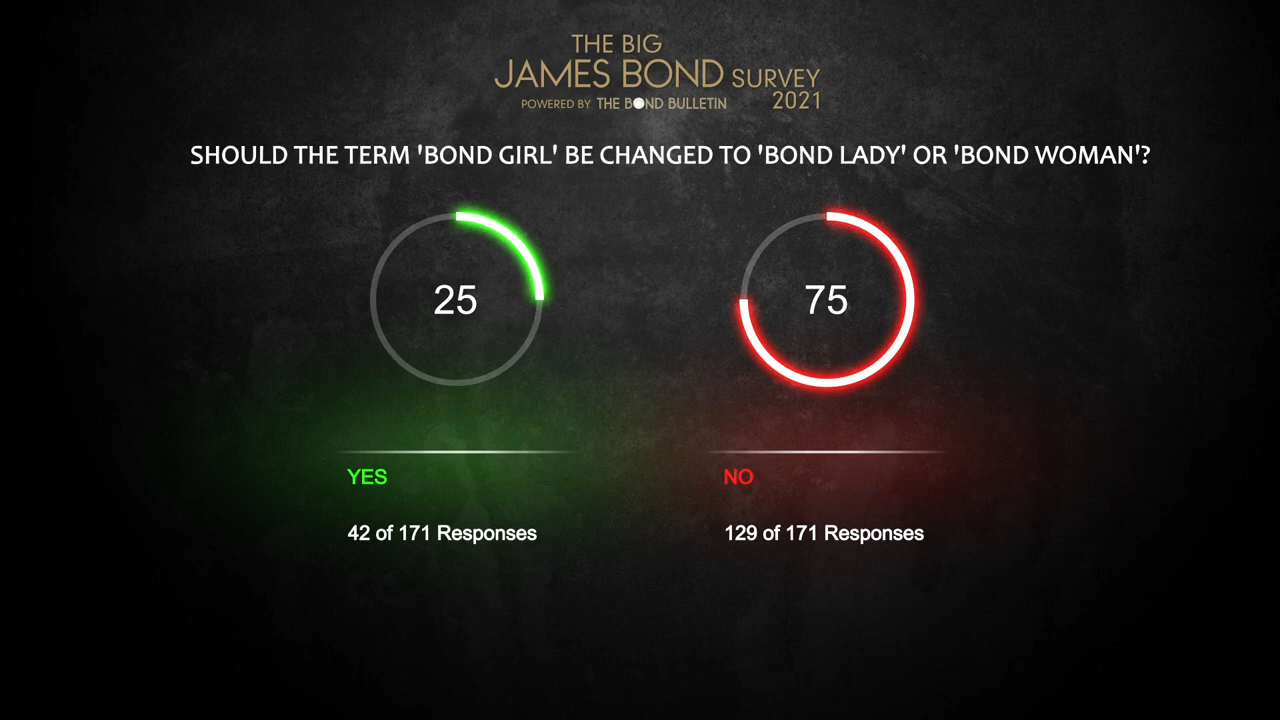 THE BIG
JAMES BOND SURVEY
POWERED BY THE BOND BULLETIN 2021
SHOULD THE TERM 'BOND GIRL' BE CHANGED TO 'BOND LADY' OR 'BOND WOMAN'?
25 75
YES NO
42 of 171 Responses 129 of 171 Responses